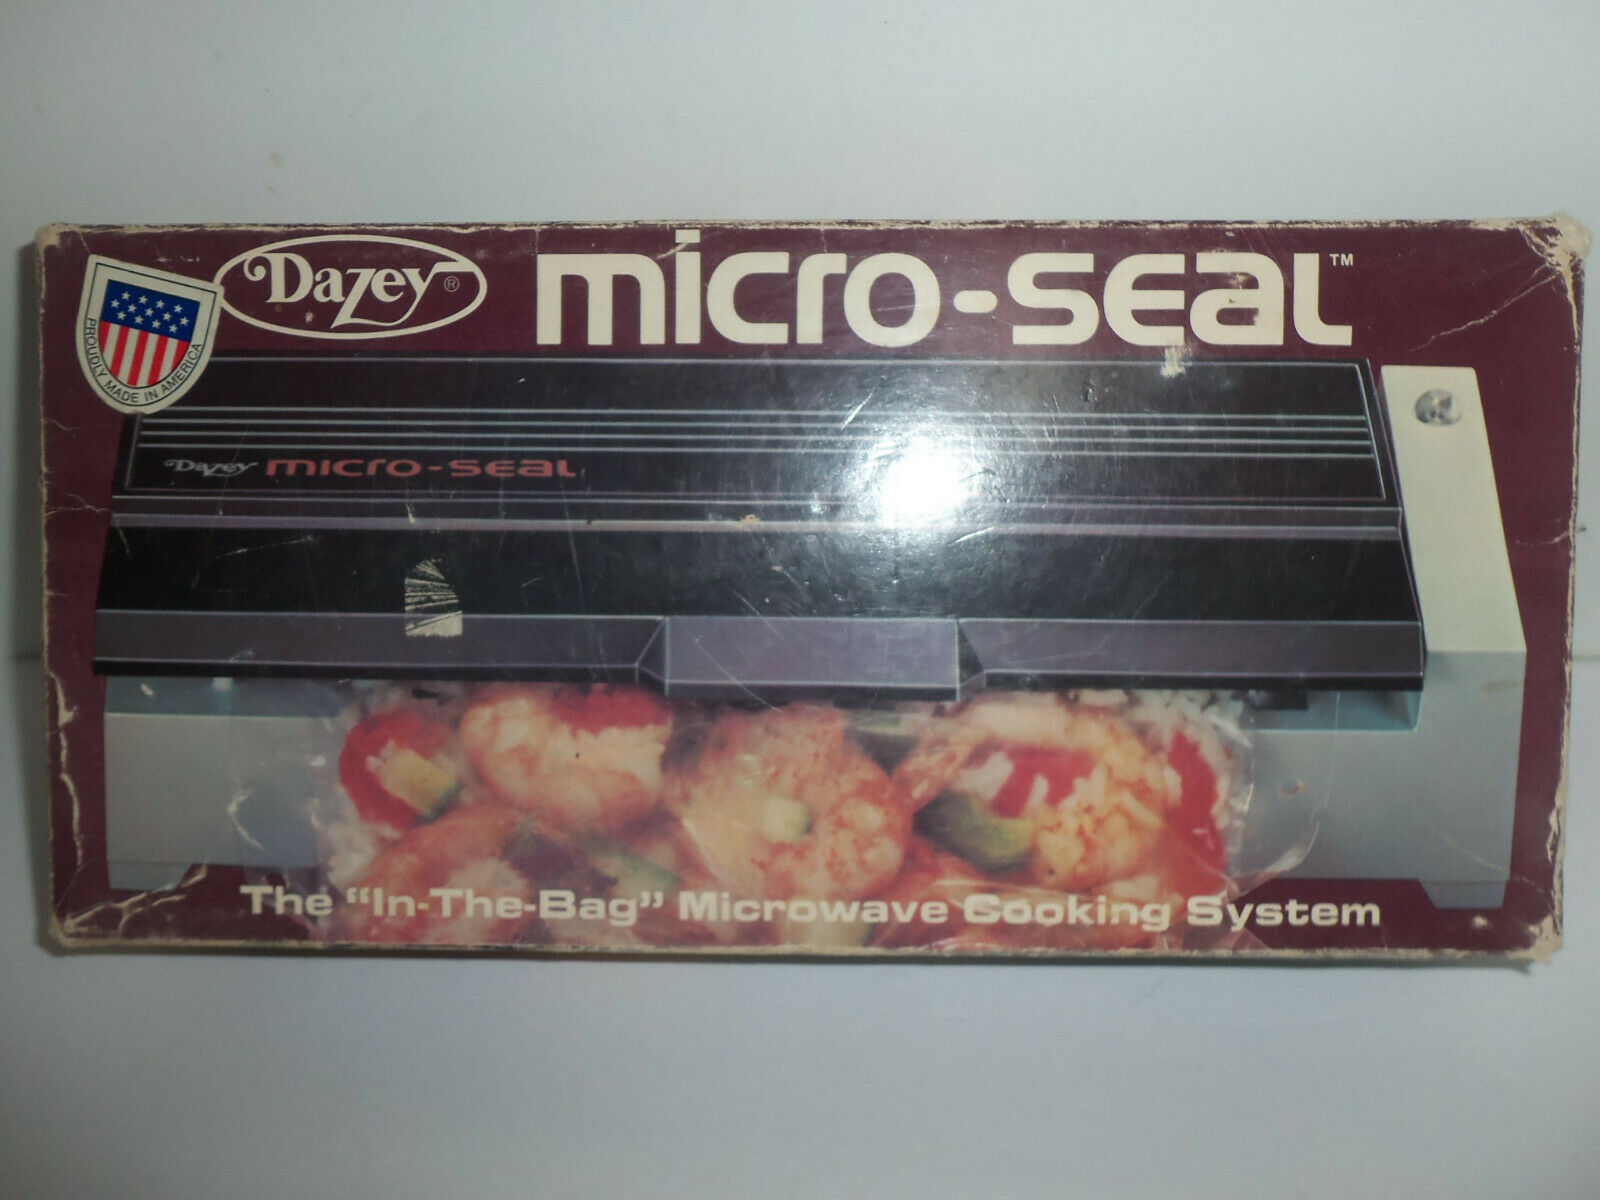 Dazey®
micro-seal™
PROUDLY MADE IN AMERICA
Dazey micro-seal
The "In-The-Bag" Microwave Cooking System